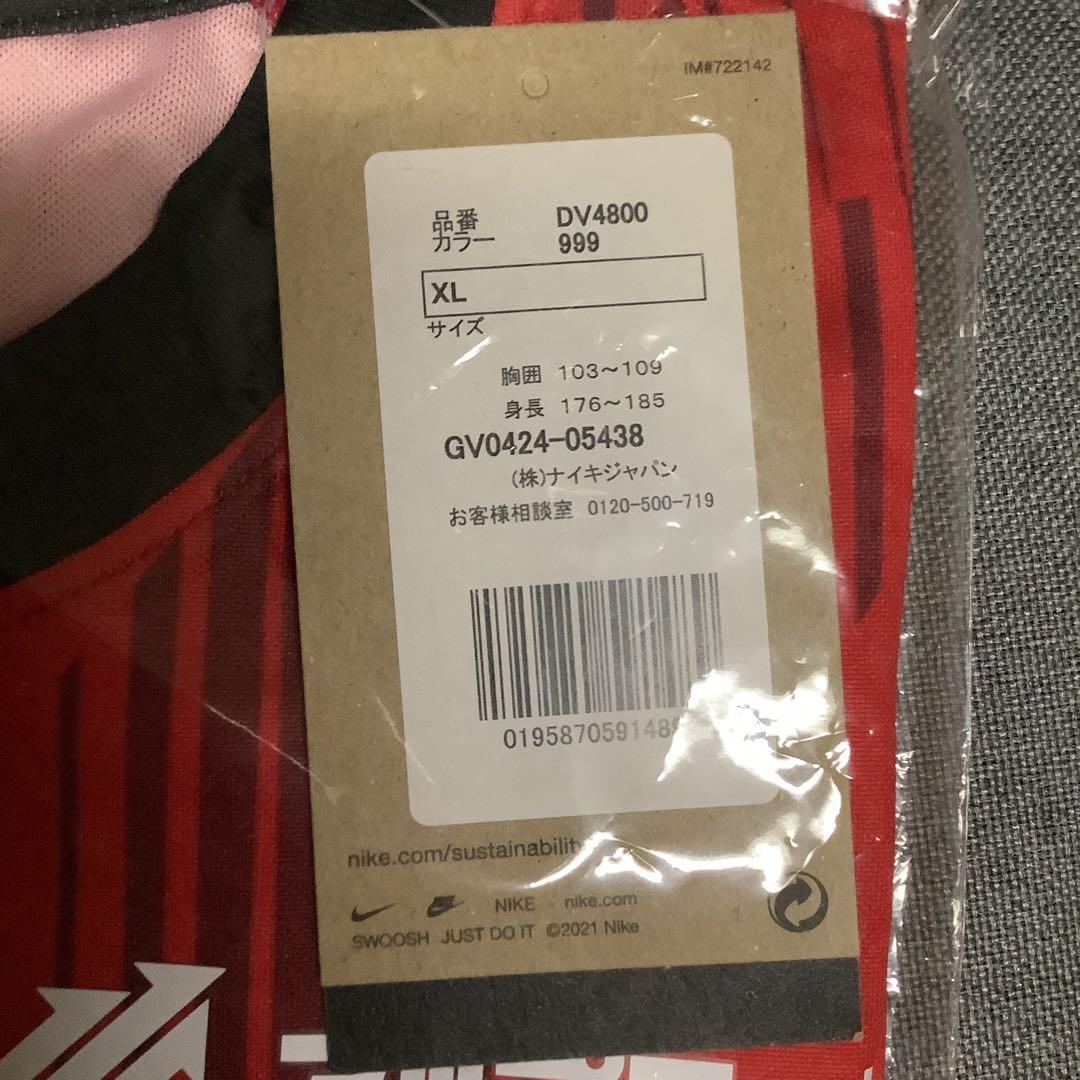 IM#722142
品番 DV4800
カラー 999
XL
サイズ
胸囲 103～109
身長 176～185
GV0424-05438
(株)ナイキジャパン
お客様相談室 0120-500-719
nike.com/sustainability
NIKE nike.com
SWOOSH JUST DO IT ©2021 Nike